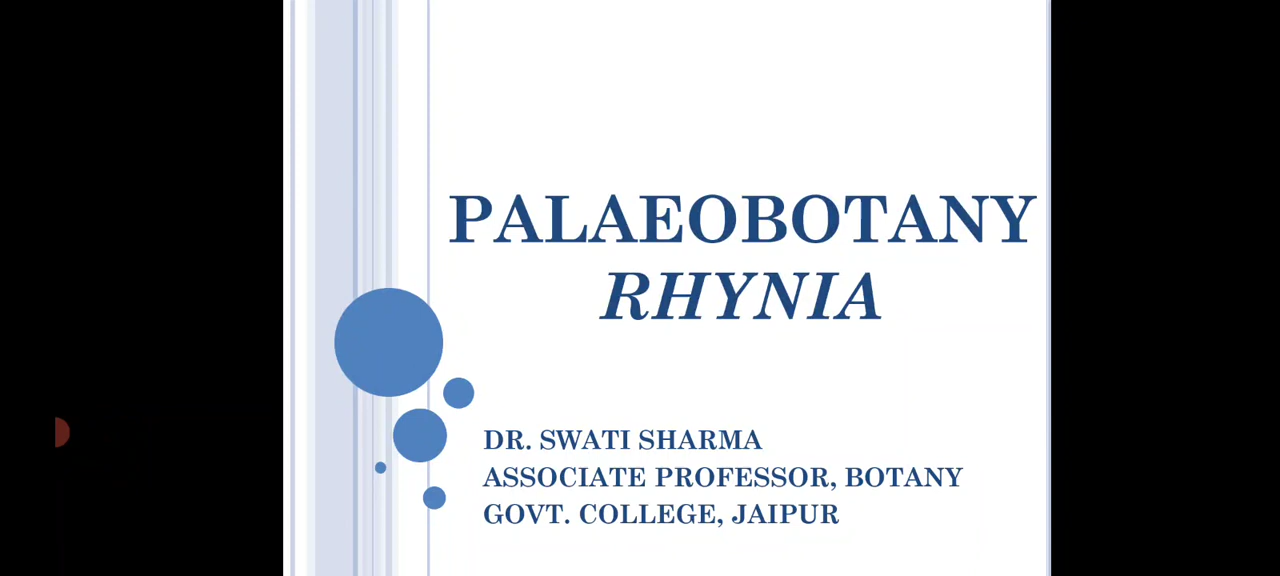 PALAEOBOTANY
RHYNIA
DR. SWATI SHARMA
ASSOCIATE PROFESSOR, BOTANY
GOVT. COLLEGE, JAIPUR